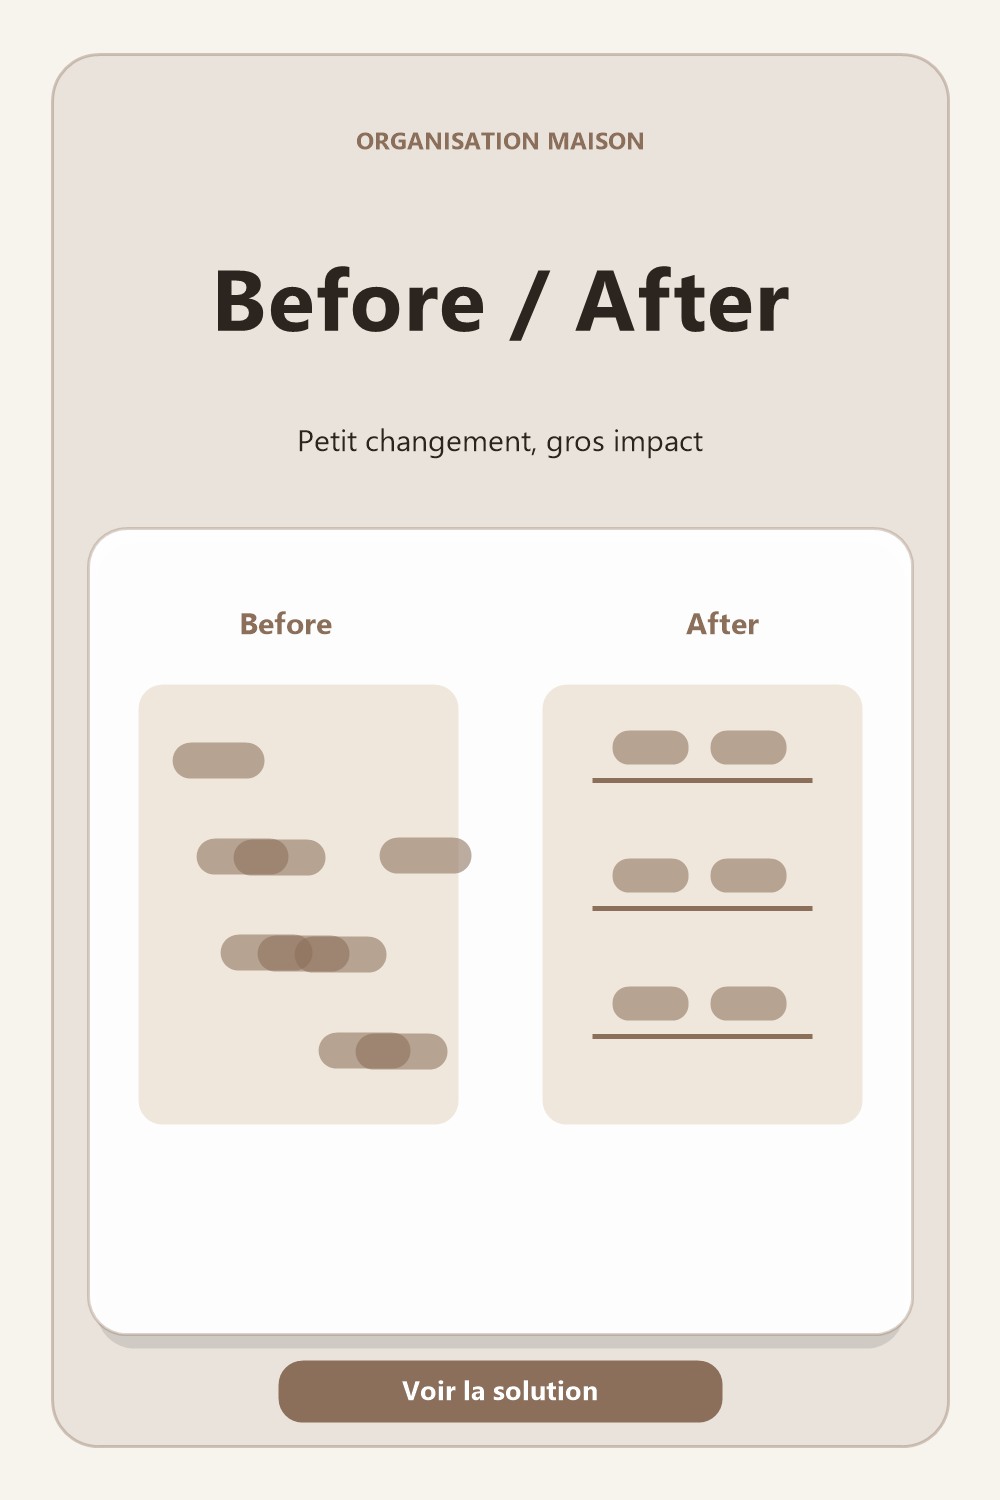 ORGANISATION MAISON
Before / After
Petit changement, gros impact
Before
After
Voir la solution